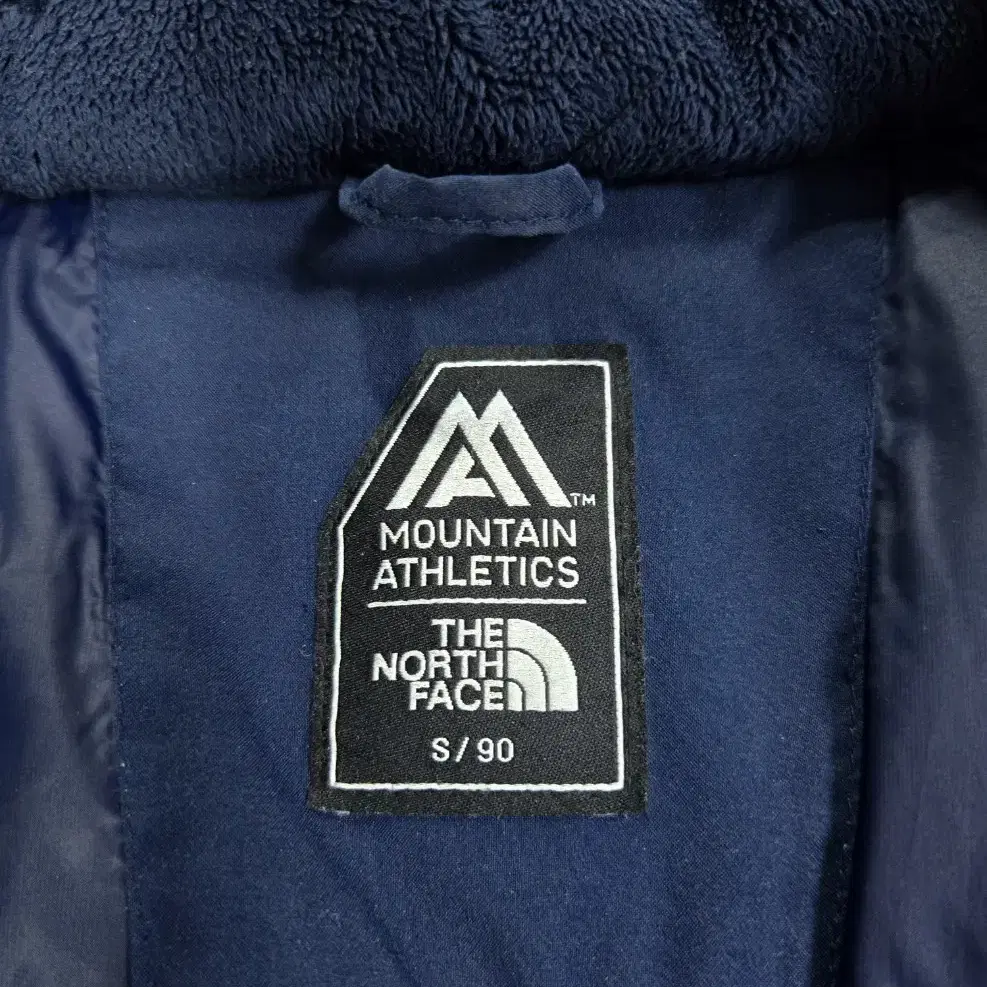 TM
MOUNTAIN
ATHLETICS
THE
NORTH
FACE
S/90